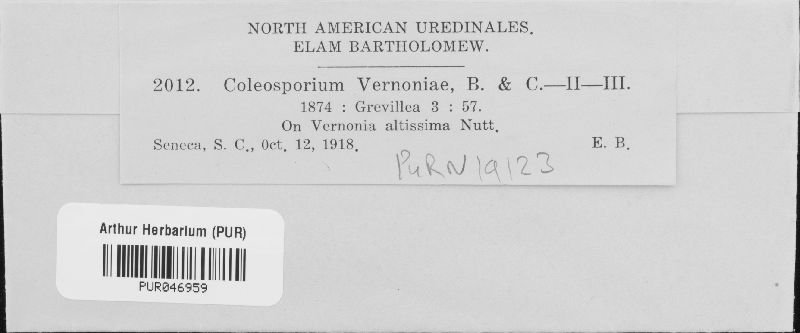 NORTH AMERICAN UREDINALES.
ELAM BARTHOLOMEW.
2012. Coleosporium Vernoniae, B. & C.—II—III.
1874 : Grevillea 3 : 57.
On Vernonia altissima Nutt.
Seneca, S. C., Oct. 12, 1918. E. B.
PuRN19123
Arthur Herbarium (PUR)
PUR046959